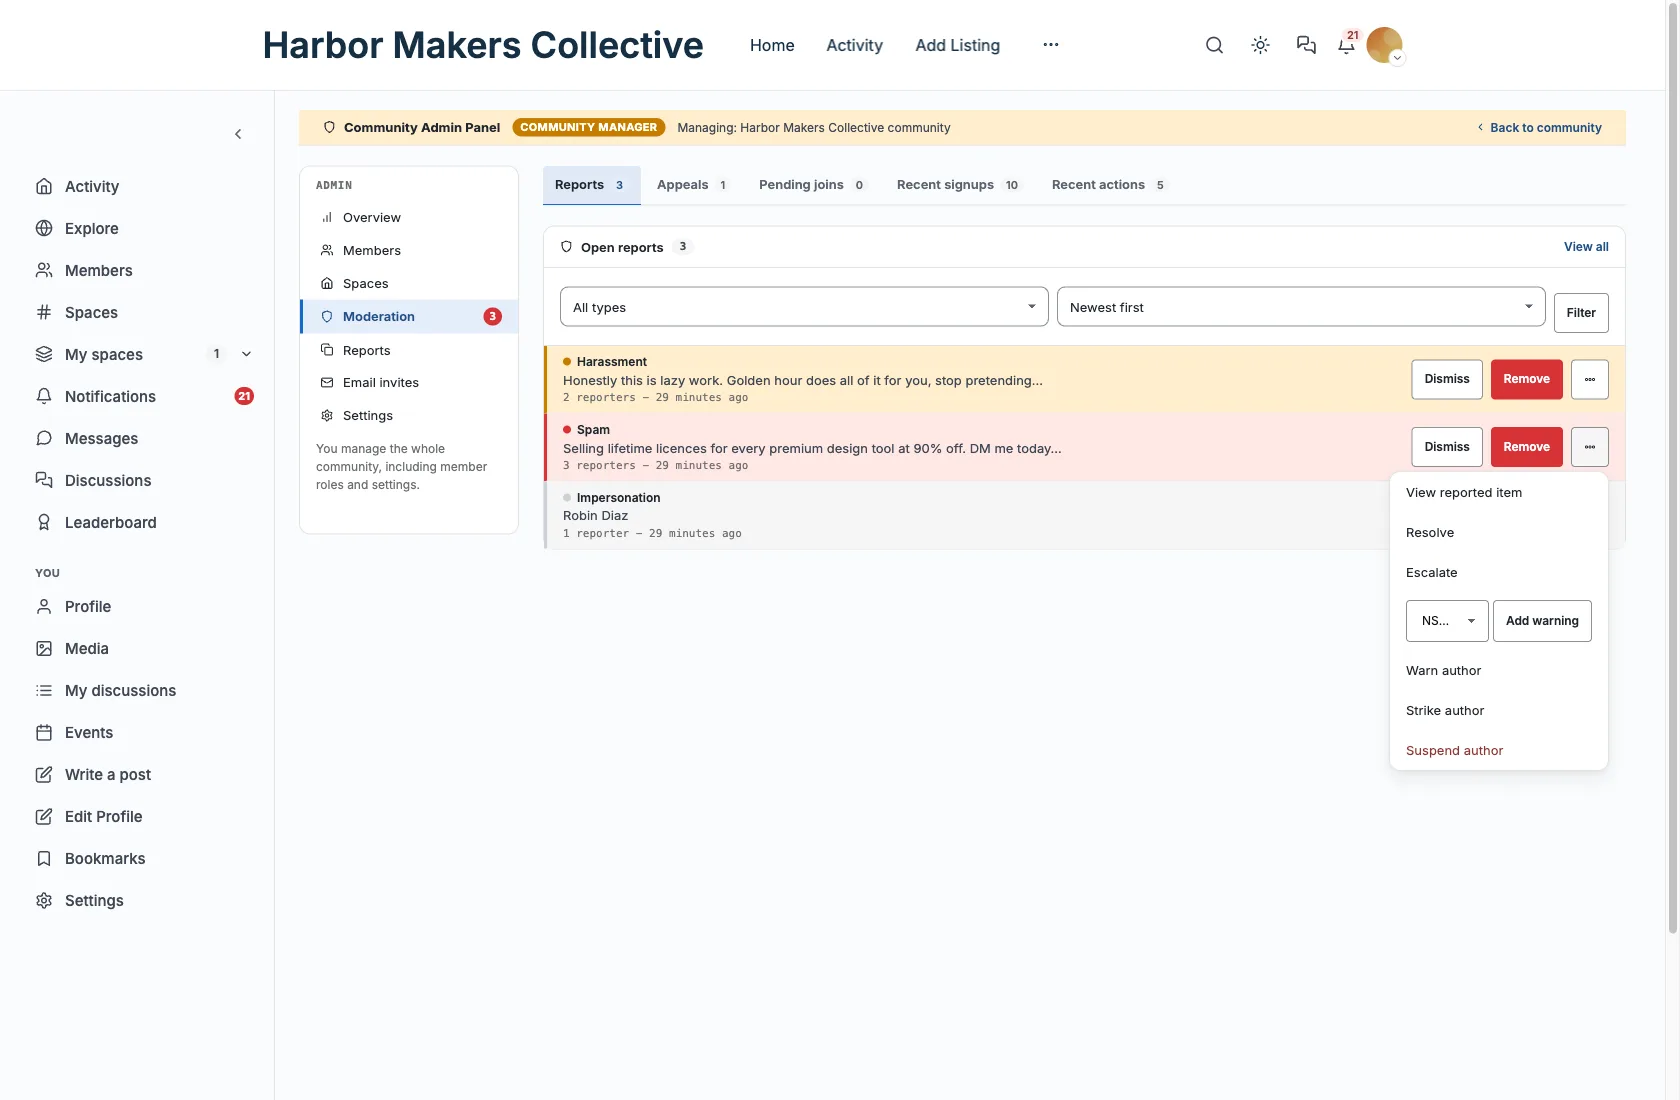 Harbor Makers Collective
Home
Activity
Add Listing
21
Community Admin Panel
COMMUNITY MANAGER
Managing: Harbor Makers Collective community
Back to community
Activity
Explore
Members
Spaces
My spaces 1
Notifications 21
Messages
Discussions
Leaderboard
YOU
Profile
Media
My discussions
Events
Write a post
Edit Profile
Bookmarks
Settings
ADMIN
Overview
Members
Spaces
Moderation 3
Reports
Email invites
Settings
You manage the whole
community, including member
roles and settings.
Reports 3
Appeals 1
Pending joins 0
Recent signups 10
Recent actions 5
Open reports 3
View all
All types
Newest first
Filter
Harassment
Honestly this is lazy work. Golden hour does all of it for you, stop pretending...
2 reporters — 29 minutes ago
Dismiss
Remove
Spam
Selling lifetime licences for every premium design tool at 90% off. DM me today...
3 reporters — 29 minutes ago
Dismiss
Remove
Impersonation
Robin Diaz
1 reporter — 29 minutes ago
View reported item
Resolve
Escalate
NS...
Add warning
Warn author
Strike author
Suspend author